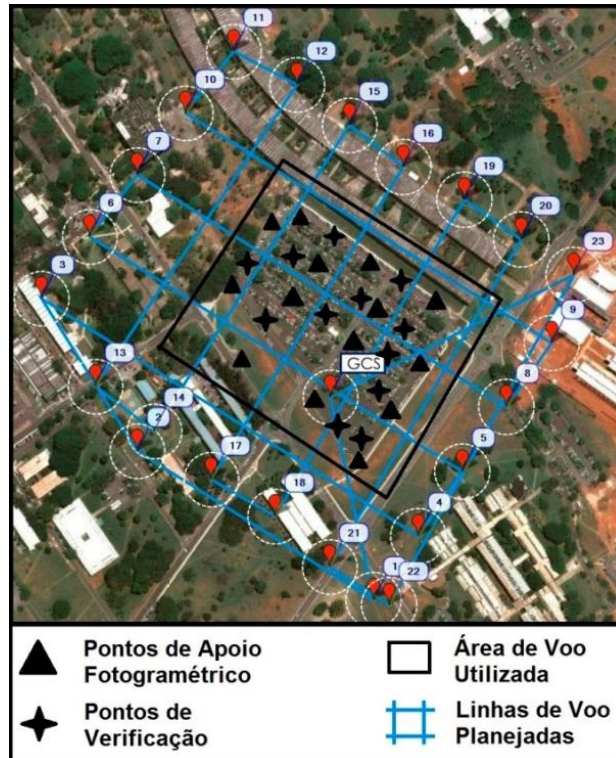 11
12
10
15
16
7
19
6
20
23
3
9
13
GCS
8
14
2
5
17
4
18
21
1
22
Pontos de Apoio
Fotogramétrico
Área de Voo
Utilizada
Pontos de
Verificação
Linhas de Voo
Planejadas